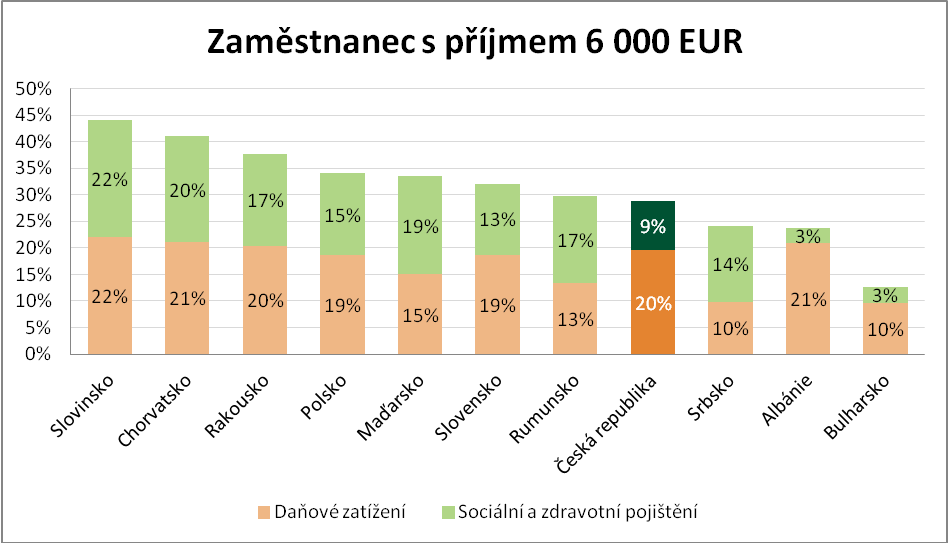 Zaměstnanec s příjmem 6 000 EUR
50%
45%
40%
35%
30%
25%
20%
15%
10%
5%
0%
22% 20% 17% 15% 19% 13% 17% 9% 14% 3% 3%
22% 21% 20% 19% 15% 19% 13% 20% 10% 21% 10%
Slovinsko
Chorvatsko
Rakousko
Polsko
Maďarsko
Slovensko
Rumunsko
Česká republika
Srbsko
Albánie
Bulharsko
Daňové zatížení
Sociální a zdravotní pojištění